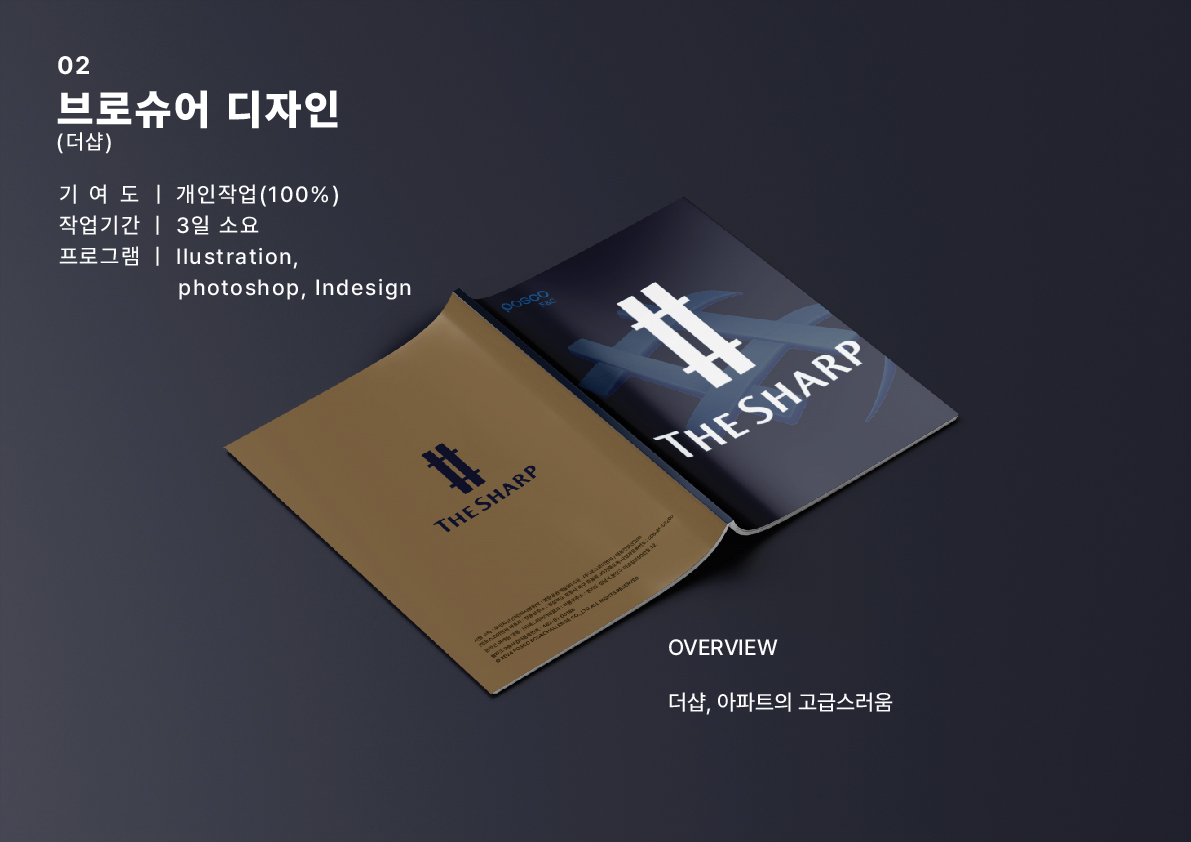 02
브로슈어 디자인
(더샵)
기 여 도 | 개인작업(100%)
작업기간 | 3일 소요
프로그램 | llustration,
photoshop, Indesign
posco
THE SHARP
THE SHARP
OVERVIEW
더샵, 아파트의 고급스러움